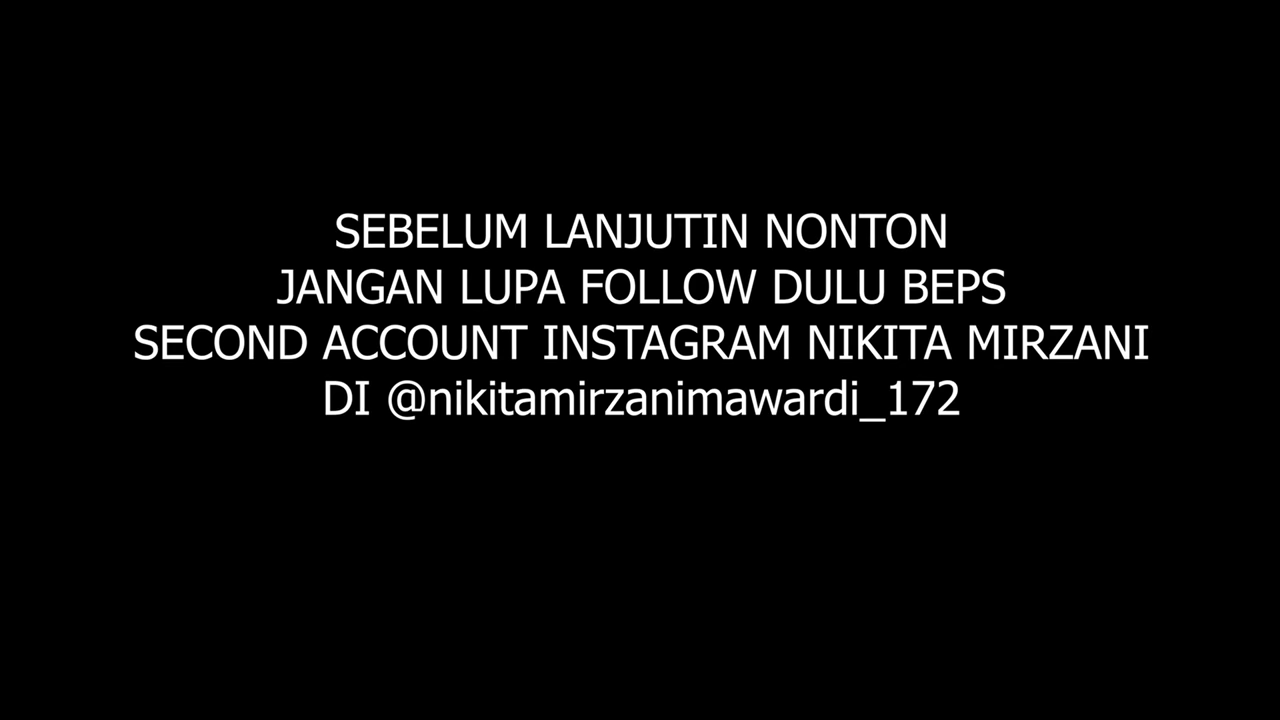 SEBELUM LANJUTIN NONTON
JANGAN LUPA FOLLOW DULU BEPS
SECOND ACCOUNT INSTAGRAM NIKITA MIRZANI
DI @nikitamirzanimawardi_172